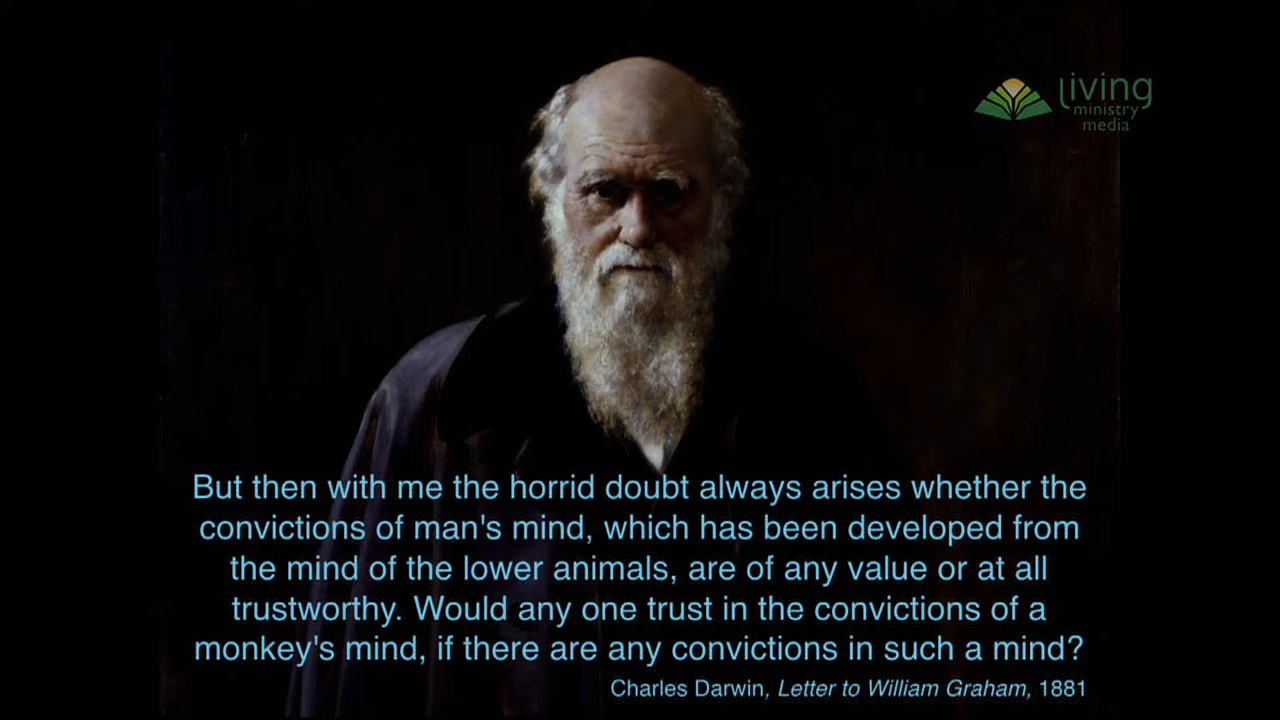 living
ministry
media
But then with me the horrid doubt always arises whether the
convictions of man's mind, which has been developed from
the mind of the lower animals, are of any value or at all
trustworthy. Would any one trust in the convictions of a
monkey's mind, if there are any convictions in such a mind?
Charles Darwin, Letter to William Graham, 1881